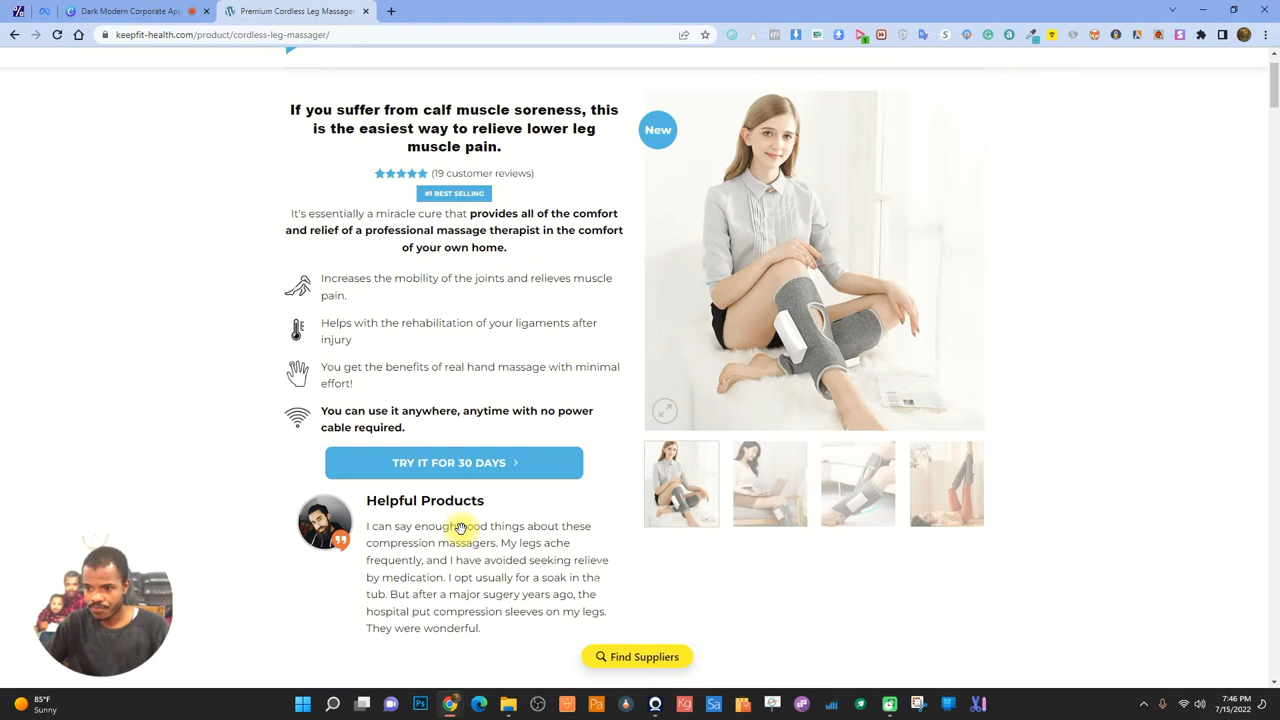 Dark Modern Corporate App
Premium Cordless Leg Massager
keepfit-health.com/product/cordless-leg-massager/
If you suffer from calf muscle soreness, this
is the easiest way to relieve lower leg
muscle pain.
(19 customer reviews)
#1 BEST SELLING
It's essentially a miracle cure that provides all of the comfort
and relief of a professional massage therapist in the comfort
of your own home.
Increases the mobility of the joints and relieves muscle
pain.
Helps with the rehabilitation of your ligaments after
injury
You get the benefits of real hand massage with minimal
effort!
You can use it anywhere, anytime with no power
cable required.
TRY IT FOR 30 DAYS
New
Helpful Products
I can say enough good things about these
compression massagers. My legs ache
frequently, and I have avoided seeking relieve
by medication. I opt usually for a soak in the
tub. But after a major sugery years ago, the
hospital put compression sleeves on my legs.
They were wonderful.
Find Suppliers
85°F
Sunny
Ps
Pa
Kg
Sa
7:46 PM
7/15/2022